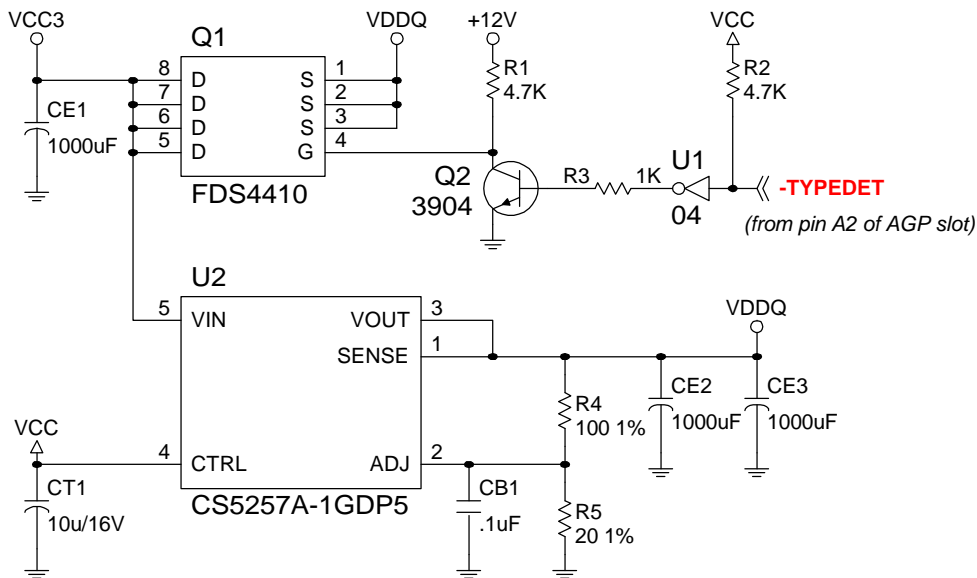 VCC3
Q1
VDDQ
+12V
VCC
8 D S 1
7 D S 2
6 D S 3
5 D G 4
CE1
1000uF
FDS4410
R1
4.7K
R2
4.7K
Q2
3904
R3 1K
U1
04
-TYPEDET
(from pin A2 of AGP slot)
U2
5 VIN VOUT 3
SENSE 1
VDDQ
R4
100 1%
CE2
1000uF
CE3
1000uF
VCC
4 CTRL ADJ 2
CT1
10u/16V
CS5257A-1GDP5
CB1
.1uF
R5
20 1%